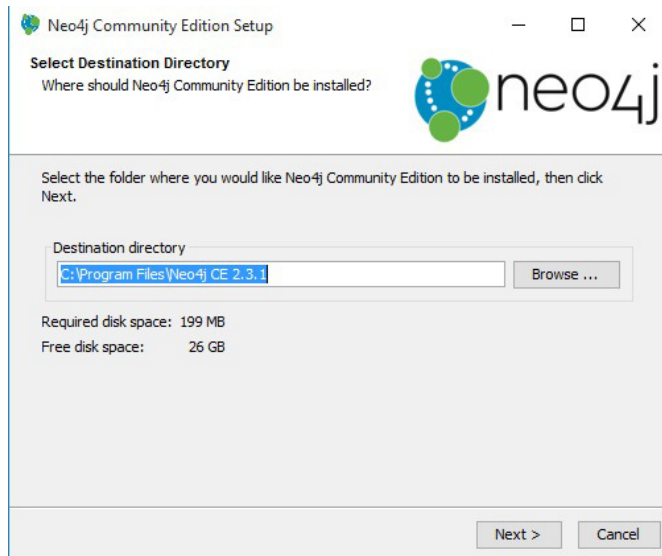 Neo4j Community Edition Setup
Select Destination Directory
Where should Neo4j Community Edition be installed?
neo4j
Select the folder where you would like Neo4j Community Edition to be installed, then click
Next.
Destination directory
C:\Program Files\Neo4j CE 2.3.1
Browse ...
Required disk space: 199 MB
Free disk space: 26 GB
Next >
Cancel